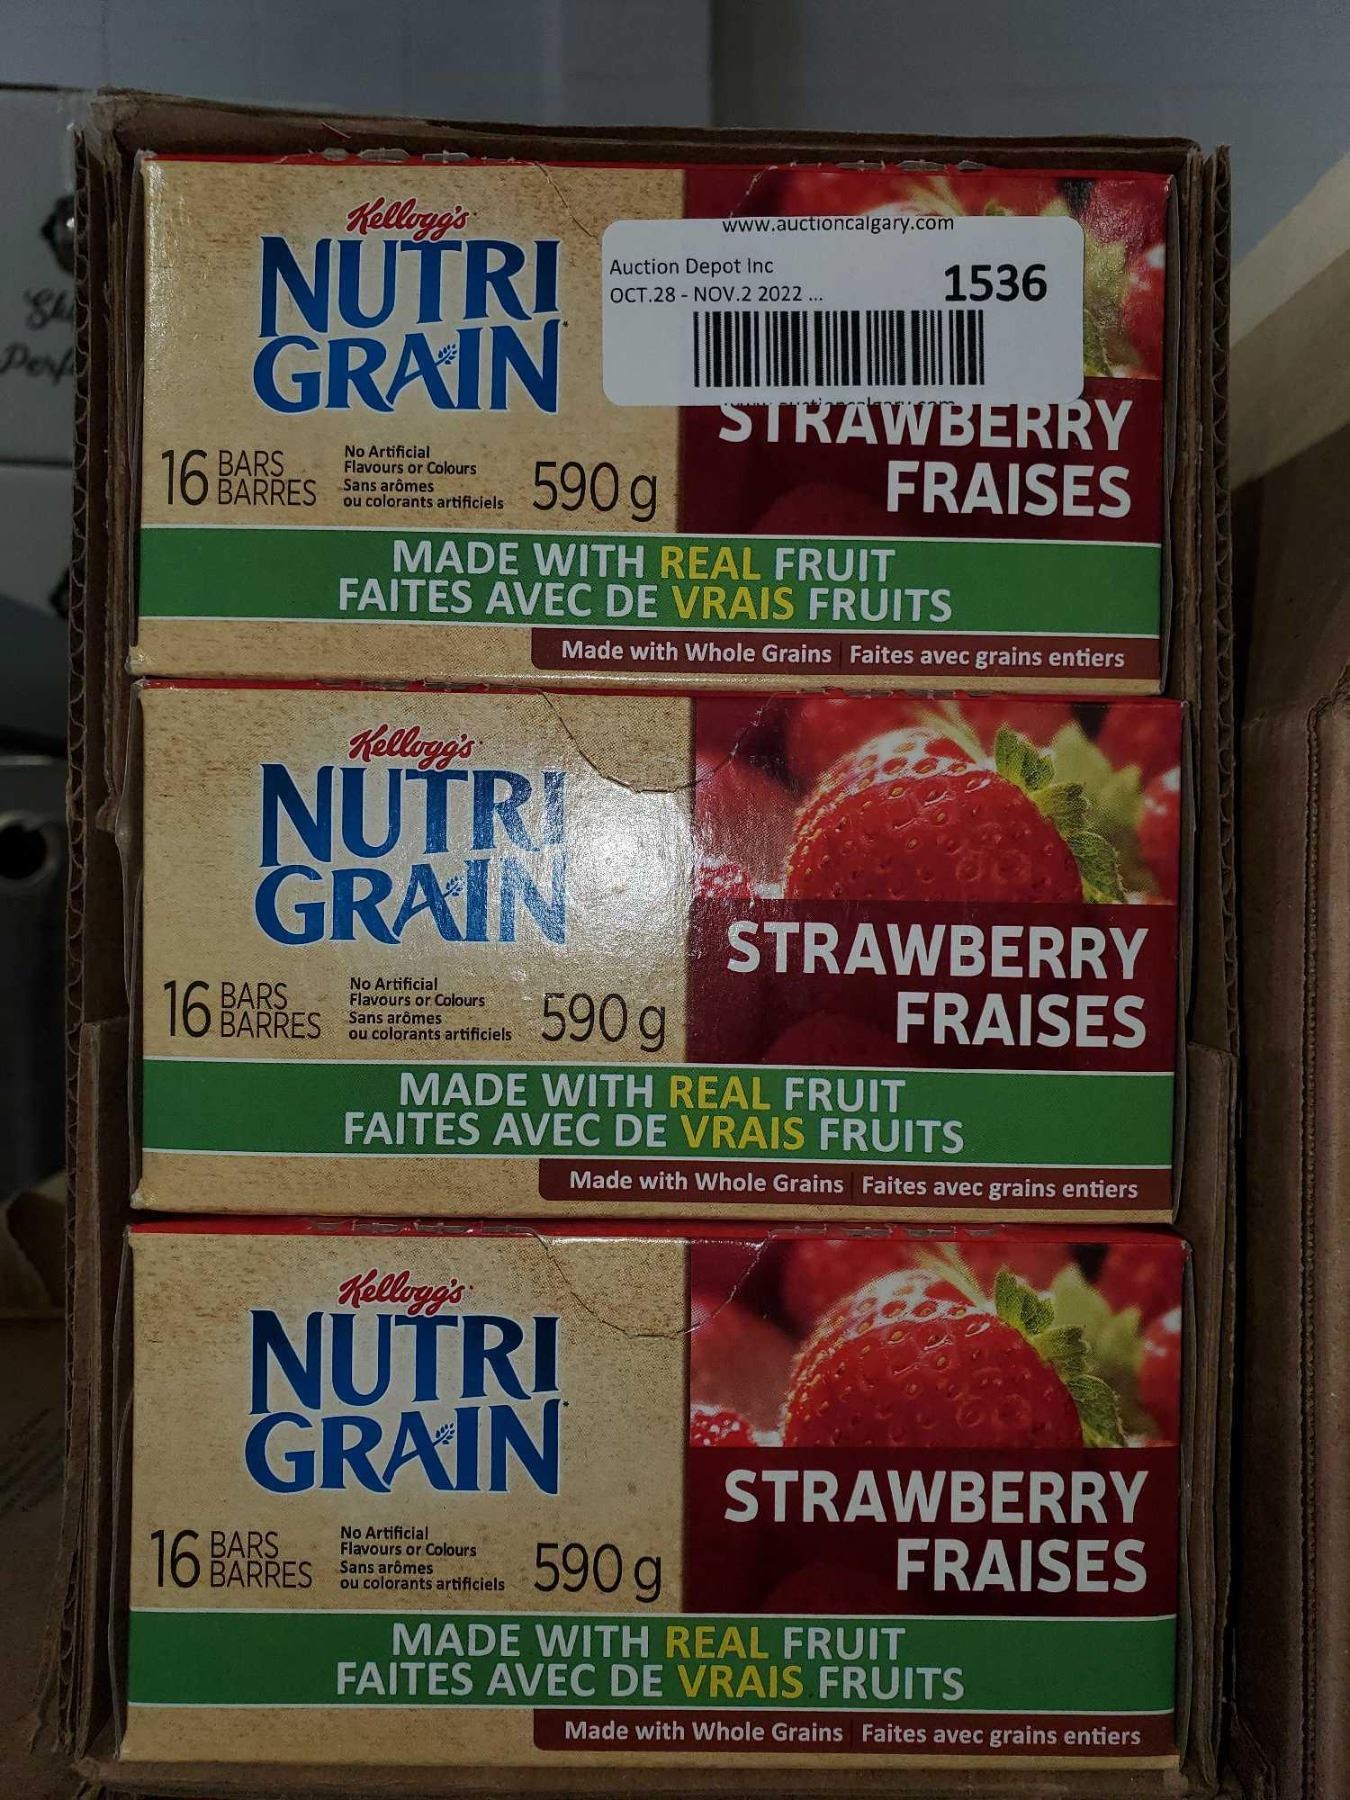 Kellogg's
NUTRI
GRAIN
www.auctioncalgary.com
Auction Depot Inc
OCT.28 - NOV.2 2022 ...
1536
STRAWBERRY
FRAISES
16 BARS
BARRES
No Artificial
Flavours or Colours
Sans arômes
ou colorants artificiels
590 g
MADE WITH REAL FRUIT
FAITES AVEC DE VRAIS FRUITS
Made with Whole Grains Faites avec grains entiers
Kellogg's
NUTRI
GRAIN
STRAWBERRY
FRAISES
16 BARS
BARRES
No Artificial
Flavours or Colours
Sans arômes
ou colorants artificiels
590 g
MADE WITH REAL FRUIT
FAITES AVEC DE VRAIS FRUITS
Made with Whole Grains Faites avec grains entiers
Kellogg's
NUTRI
GRAIN
STRAWBERRY
FRAISES
16 BARS
BARRES
No Artificial
Flavours or Colours
Sans arômes
ou colorants artificiels
590 g
MADE WITH REAL FRUIT
FAITES AVEC DE VRAIS FRUITS
Made with Whole Grains Faites avec grains entiers